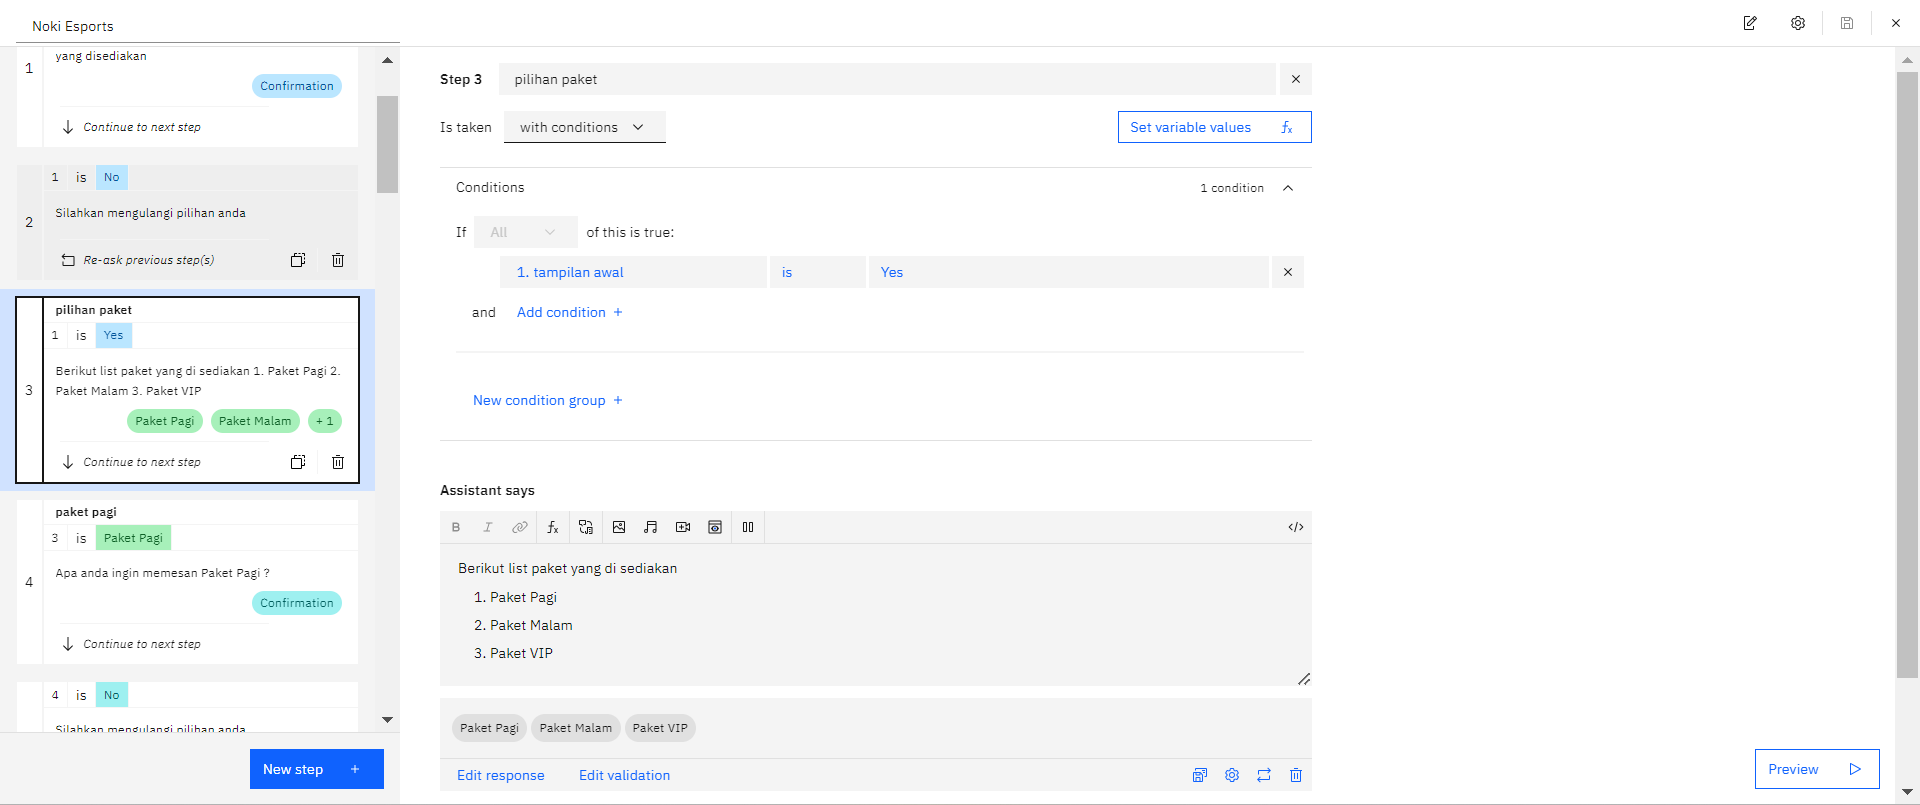 Noki Esports
1
yang disediakan
Confirmation
Continue to next step
1 is No
2
Silahkan mengulangi pilihan anda
Re-ask previous step(s)
pilihan paket
1 is Yes
3
Berikut list paket yang di sediakan 1. Paket Pagi 2.
Paket Malam 3. Paket VIP
Paket Pagi Paket Malam + 1
Continue to next step
paket pagi
3 is Paket Pagi
4
Apa anda ingin memesan Paket Pagi ?
Confirmation
Continue to next step
4 is No
Silahkan mengulangi pilihan anda
New step +
Step 3 pilihan paket
Is taken with conditions
Set variable values fx
Conditions 1 condition
If All of this is true:
1. tampilan awal is Yes
and Add condition +
New condition group +
Assistant says
B I fx </>
Berikut list paket yang di sediakan
1. Paket Pagi
2. Paket Malam
3. Paket VIP
Paket Pagi Paket Malam Paket VIP
Edit response Edit validation
Preview